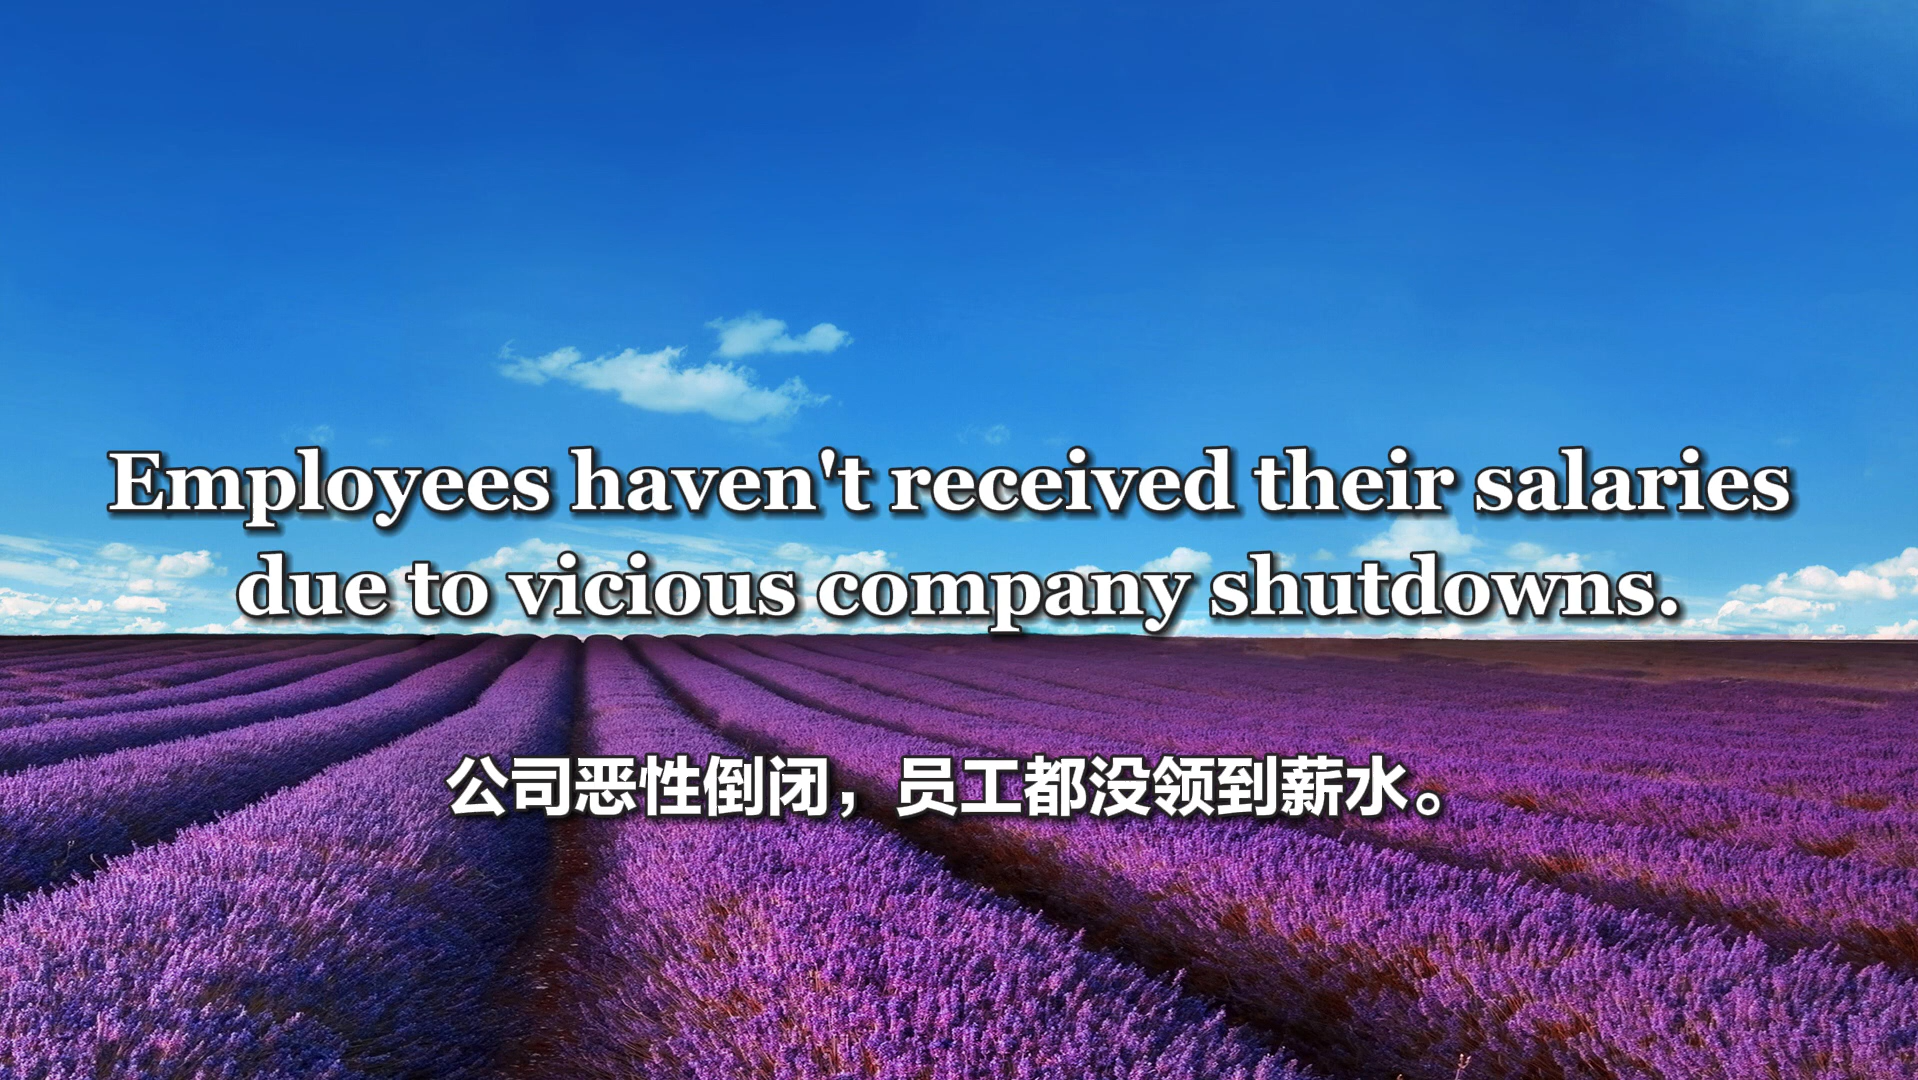 Employees haven't received their salaries
due to vicious company shutdowns.
公司恶性倒闭，员工都没领到薪水。